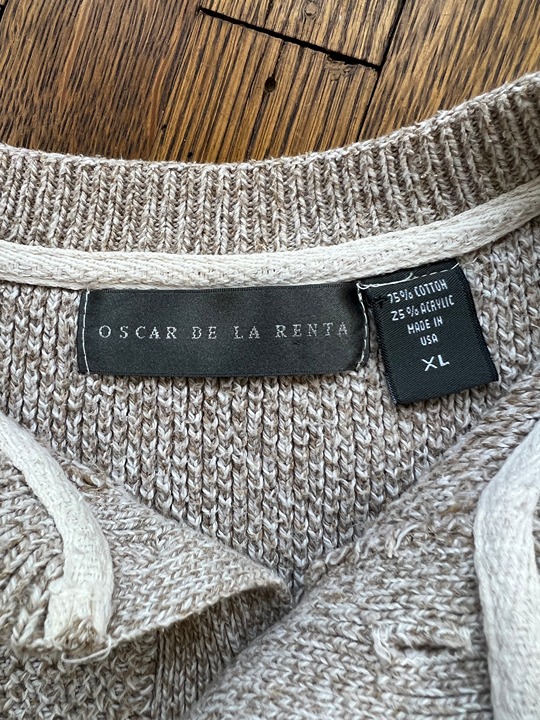 OSCAR DE LA RENTA
75% COTTON
25% ACRYLIC
MADE IN
USA
XL